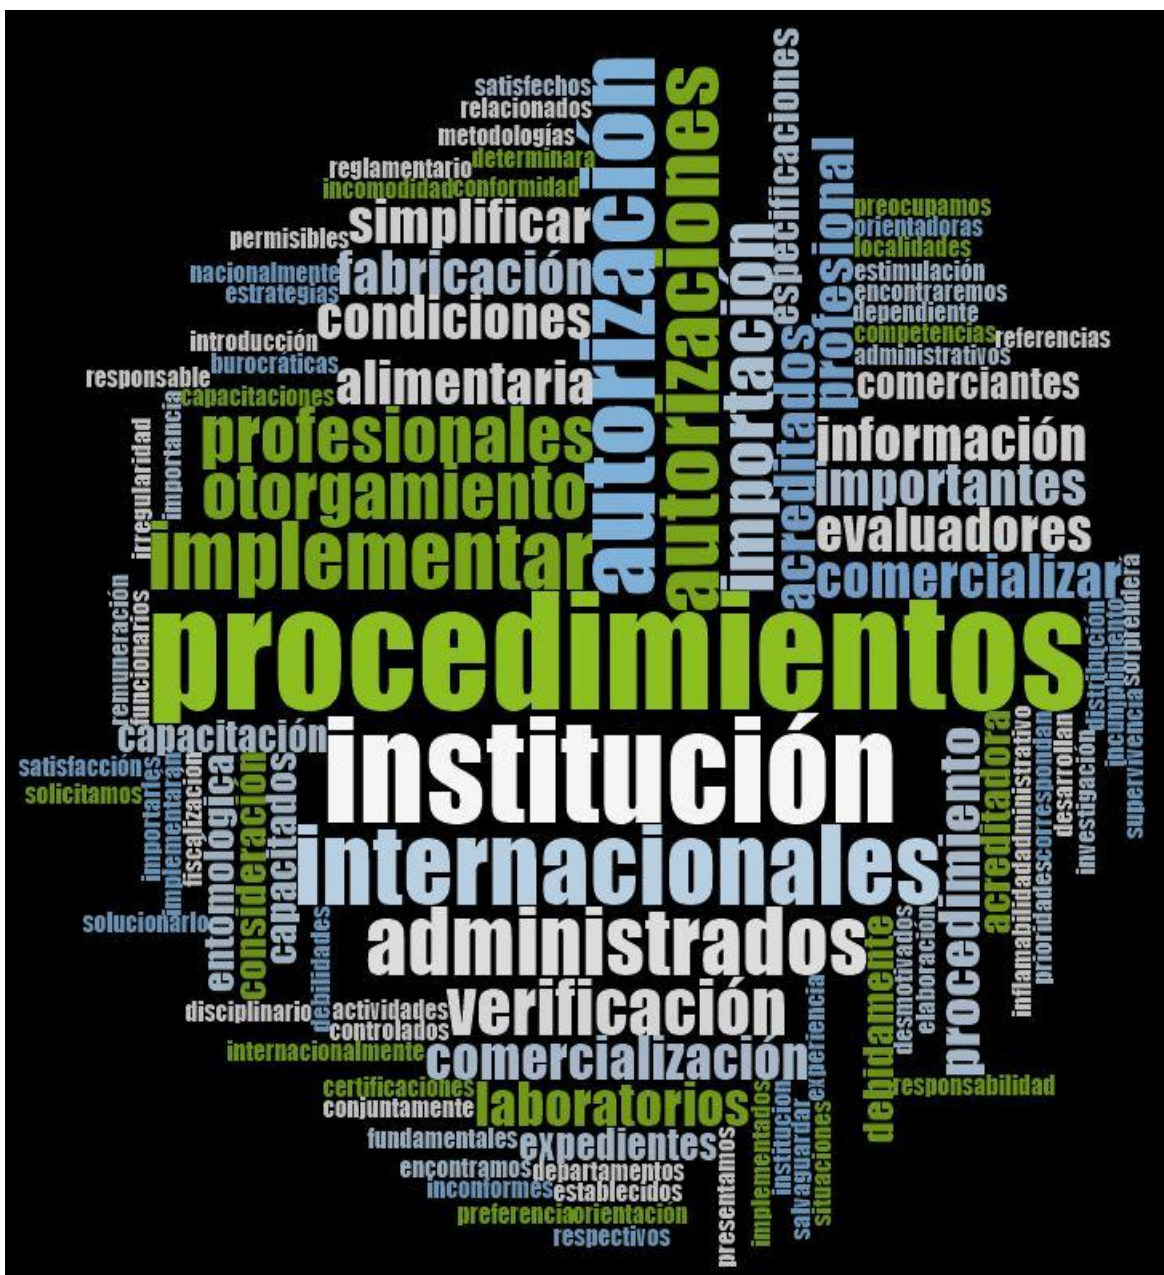 satisfechos
relacionados
metodologías
determinara
reglamentario
incomodidad
conformidad
simplificar
permisibles
nacionalmente
fabricación
estrategias
condiciones
introducción
burocráticas
responsable
alimentaria
capacitaciones
importancia
irregularidad
profesionales
otorgamiento
implementar
autorización
autorizaciones
importación
especificaciones
acreditados
profesional
preocupamos
orientadoras
localidades
estimulación
encontraremos
dependiente
competencias
referencias
administrativos
comerciantes
información
importantes
evaluadores
comercializar
procedimientos
remuneración
funcionarios
distribución
incumplimiento
sorprenderá
supervivencia
capacitación
institución
satisfacción
solicitamos
importarles
implementaran
fiscalización
entomológica
consideración
capacitados
internacionales
procedimiento
acreditadora
inflamabilidad
administrativo
prioridades
correspondan
desarrollan
investigación
solucionarlo
administrados
debilidades
disciplinario
actividades
controlados
verificación
internacionalmente
comercialización
experiencia
debidamente
desmotivados
elaboración
responsabilidad
certificaciones
conjuntamente
laboratorios
fundamentales
expedientes
encontramos
departamentos
inconformes
establecidos
preferencia
orientación
respectivos
presentamos
implementados
institucion
salvaguardar
situaciones